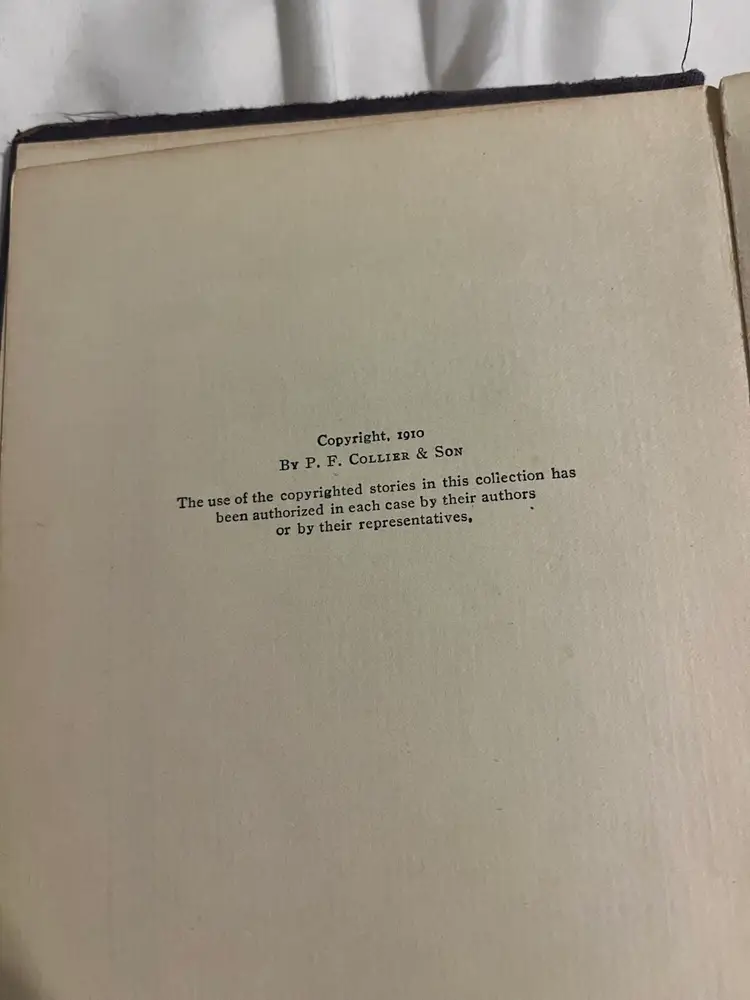 Copyright, 1910
By P. F. Collier & Son
The use of the copyrighted stories in this collection has
been authorized in each case by their authors
or by their representatives.